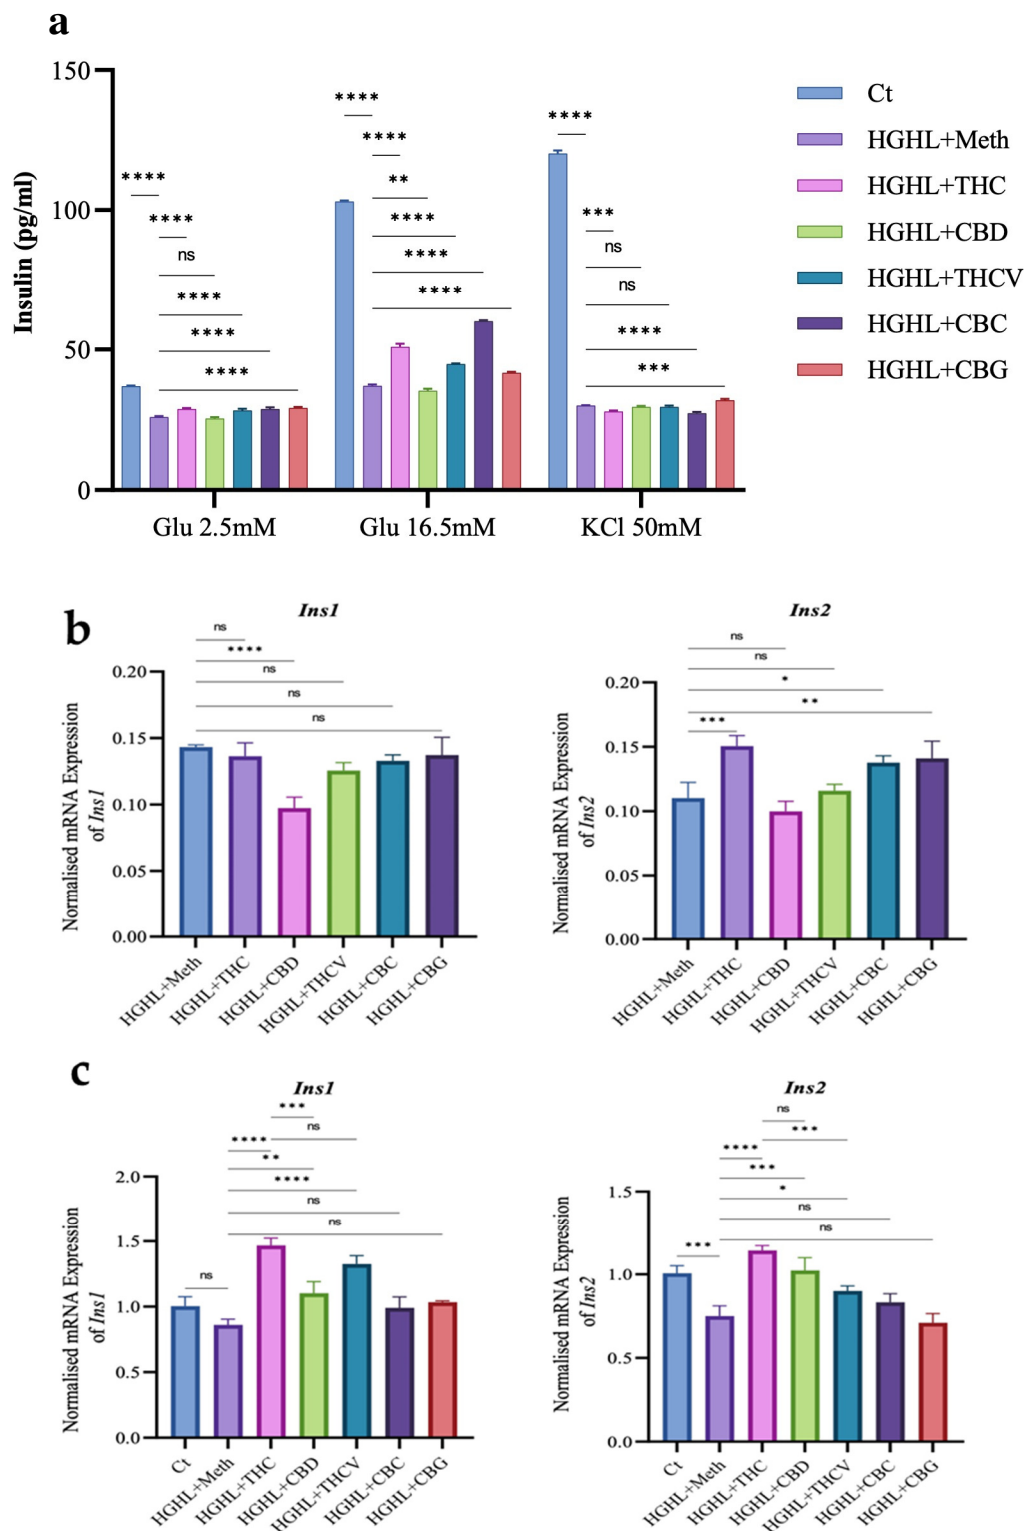 a
Insulin (pg/ml)
150
100
50
0
**** **** ns **** **** ****
**** **** ** **** **** ****
**** *** ns ns **** ***
Glu 2.5mM Glu 16.5mM KCl 50mM
Ct
HGHL+Meth
HGHL+THC
HGHL+CBD
HGHL+THCV
HGHL+CBC
HGHL+CBG
b
Ins1
ns
****
ns
ns
ns
Normalised mRNA Expression
of Ins1
0.20
0.15
0.10
0.05
0.00
HGHL+Meth
HGHL+THC
HGHL+CBD
HGHL+THCV
HGHL+CBC
HGHL+CBG
Ins2
ns
ns
*
**
***
Normalised mRNA Expression
of Ins2
0.20
0.15
0.10
0.05
0.00
HGHL+Meth
HGHL+THC
HGHL+CBD
HGHL+THCV
HGHL+CBC
HGHL+CBG
c
Ins1
***
ns
****
**
****
ns
ns
ns
Normalised mRNA Expression
of Ins1
2.0
1.5
1.0
0.5
0.0
Ct
HGHL+Meth
HGHL+THC
HGHL+CBD
HGHL+THCV
HGHL+CBC
HGHL+CBG
Ins2
ns
***
****
***
*
ns
ns
***
Normalised mRNA Expression
of Ins2
1.5
1.0
0.5
0.0
Ct
HGHL+Meth
HGHL+THC
HGHL+CBD
HGHL+THCV
HGHL+CBC
HGHL+CBG